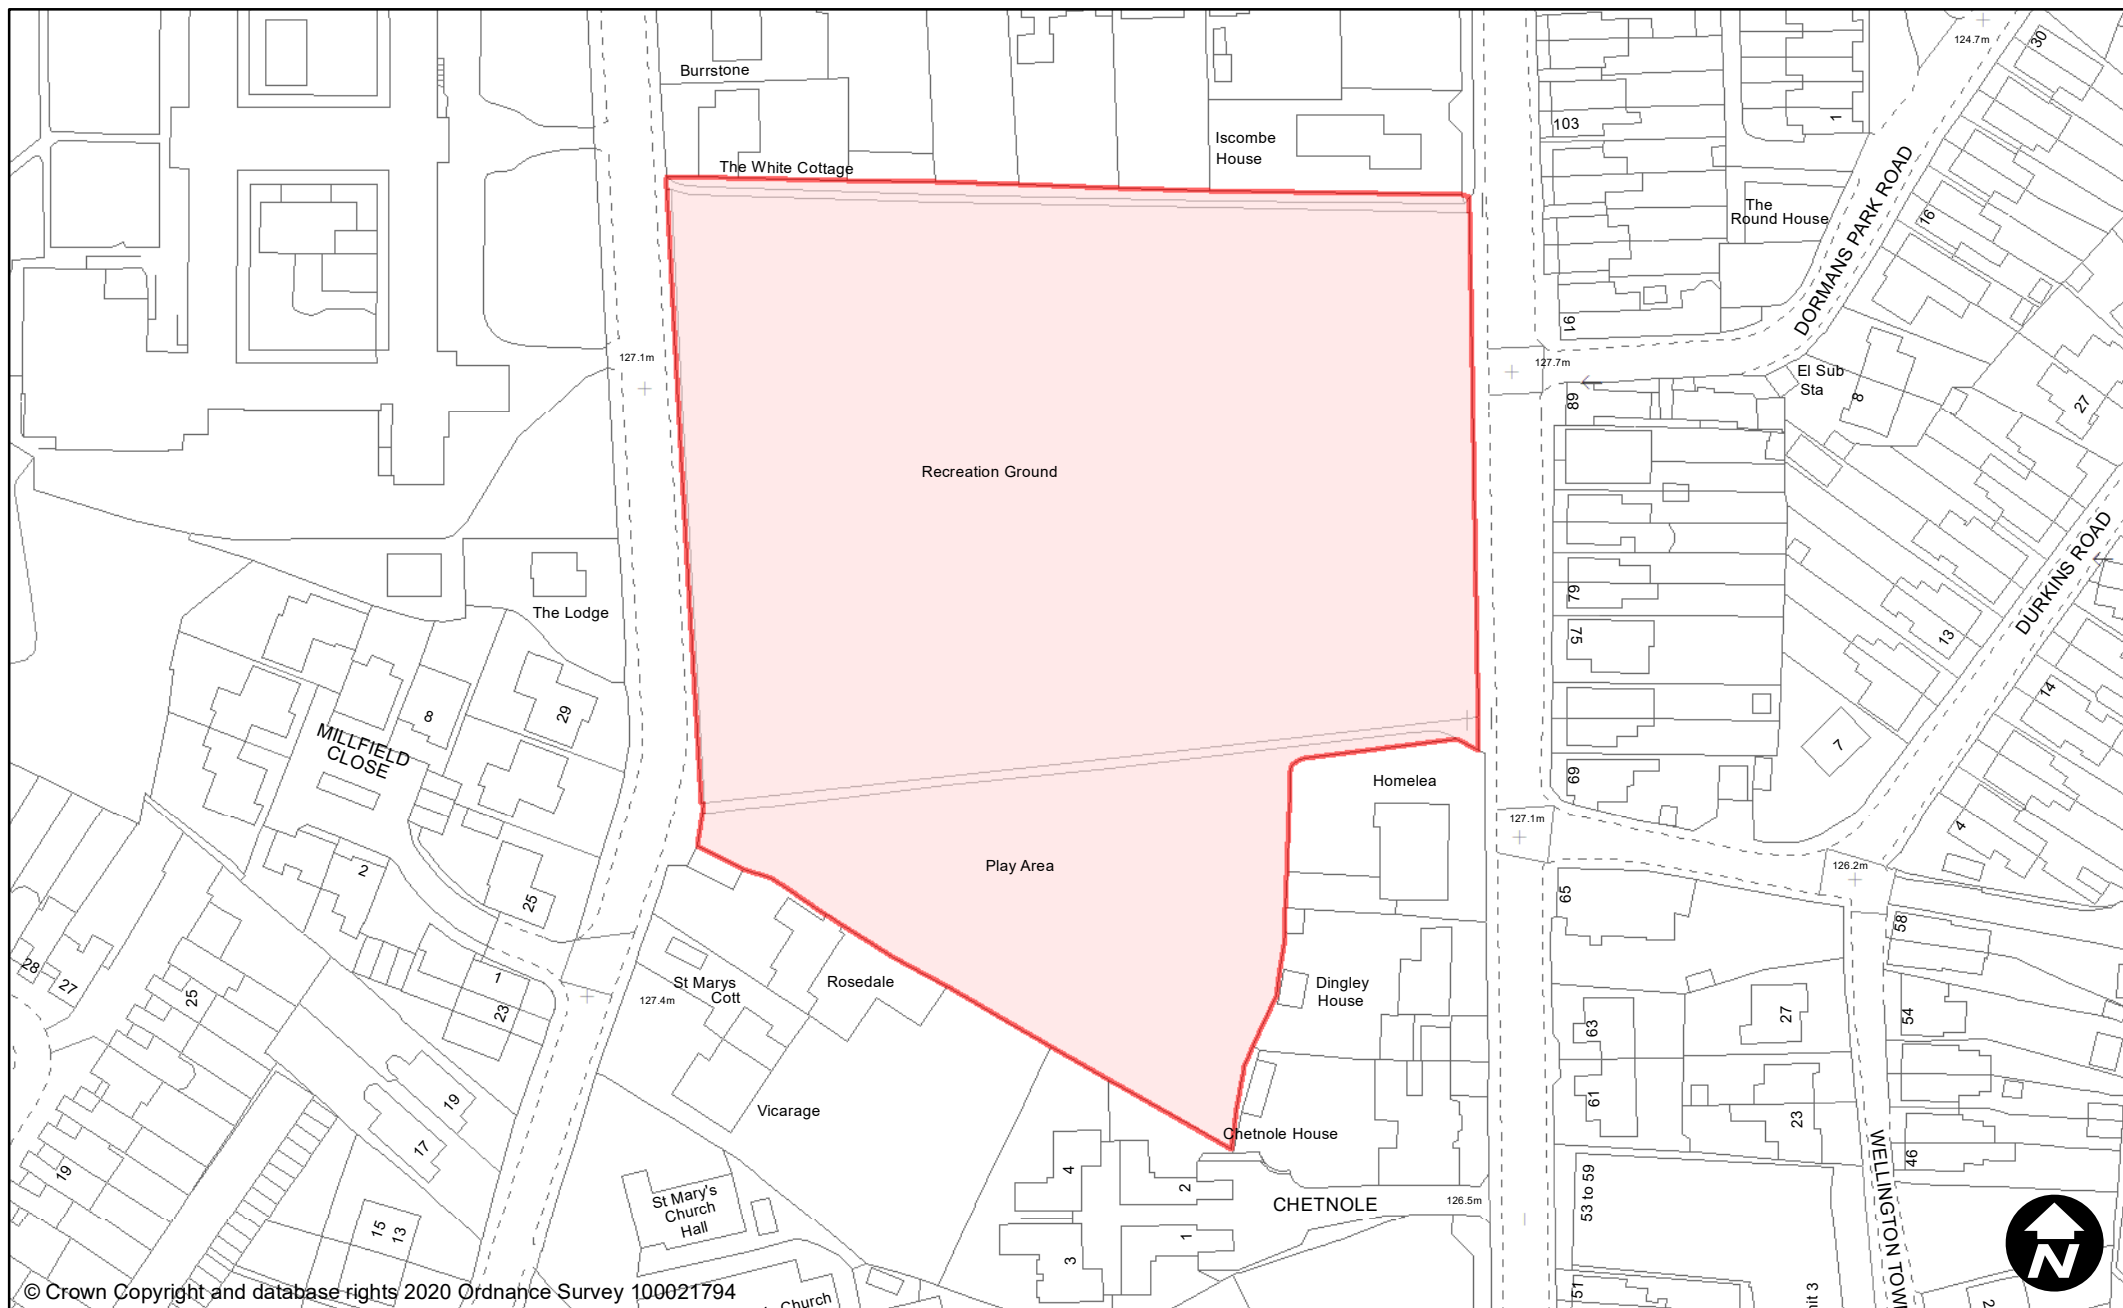 Burrstone
The White Cottage
Iscombe
House
103
1
30
124.7m
The
Round House
DORMANS PARK ROAD
16
91
127.1m
127.7m
El Sub
Sta
8
27
89
Recreation Ground
DURKINS ROAD
79
75
13
14
The Lodge
8
29
MILLFIELD
CLOSE
7
69
Homelea
127.1m
4
126.2m
2
25
Play Area
65
58
28
27
25
1
23
127.4m
St Marys
Cott
Rosedale
Dingley
House
63
27
54
61
23
Vicarage
Chetnole House
19
17
19
4
2
46
WELLINGTON TOW
53 to 59
St Mary's
Church
Hall
CHETNOLE
126.5m
15
13
1
3
51
it 3
2
N
Church
© Crown Copyright and database rights 2020 Ordnance Survey 100021794